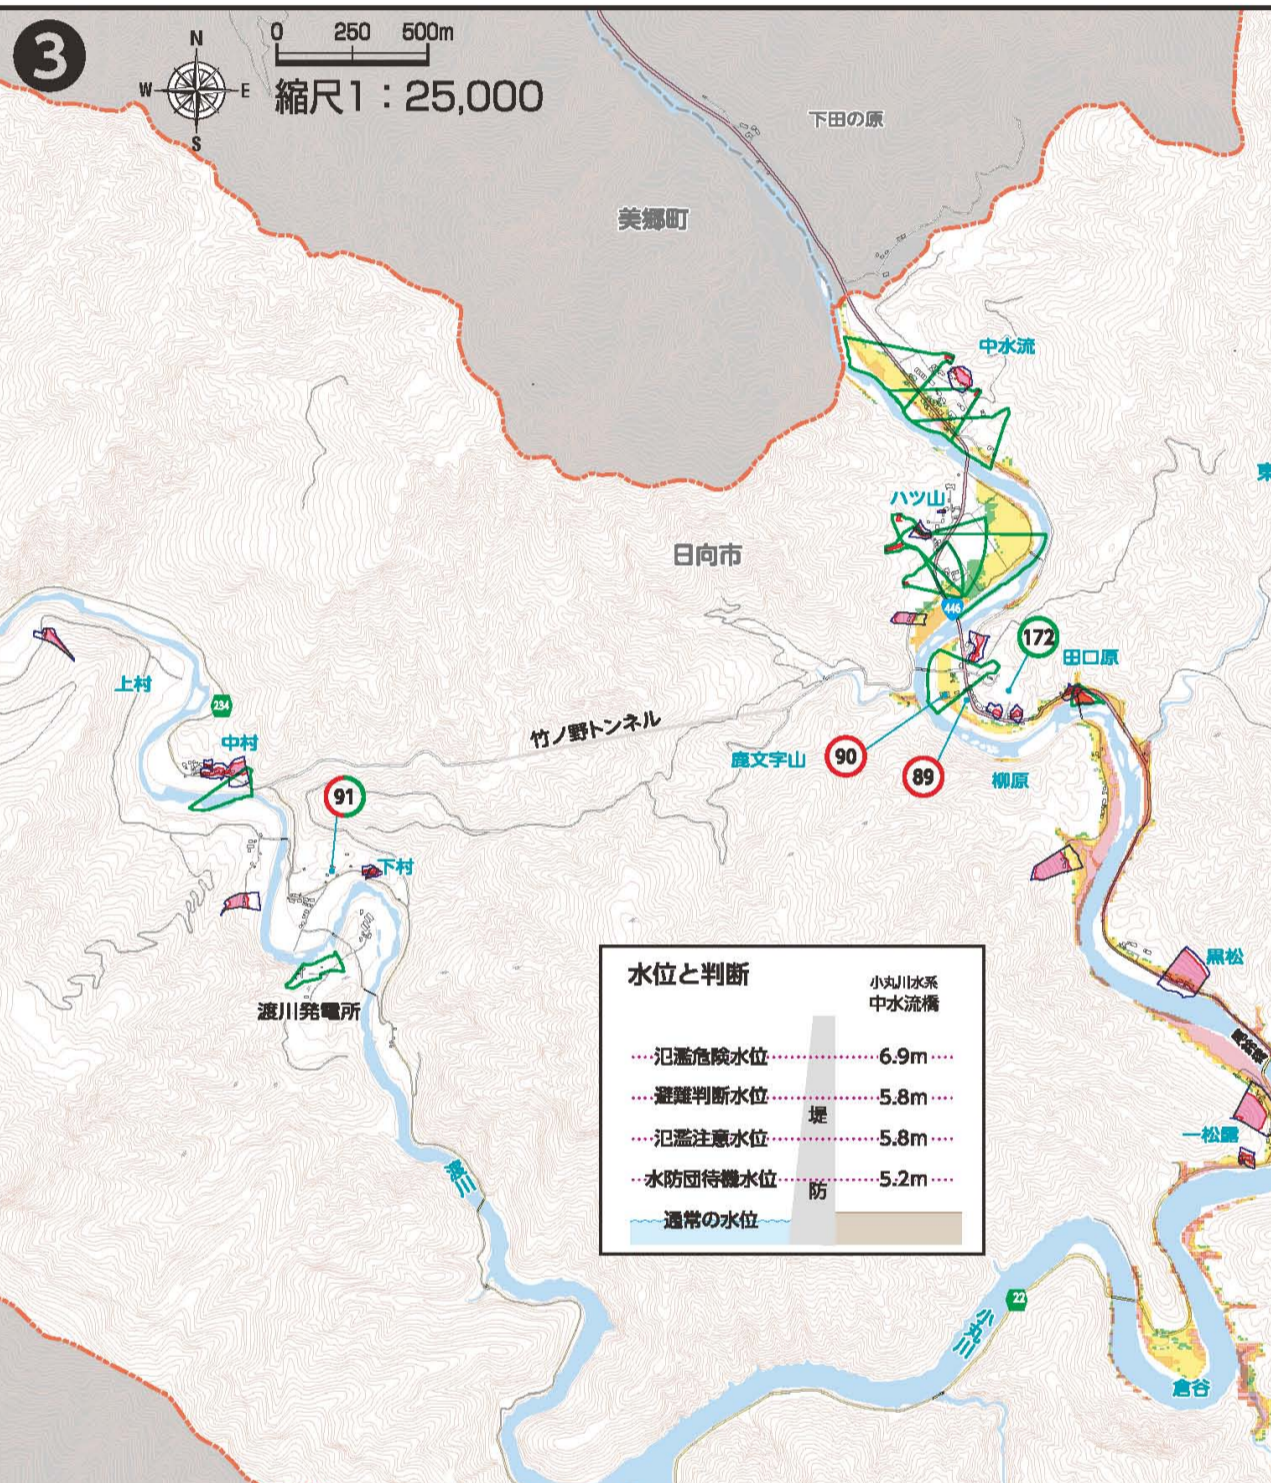 3
N
W
E
S
0 250 500m
縮尺1：25,000
下田の原
美郷町
中水流
ハツ山
日向市
446
172
田口原
上村
234
中村
竹ノ野トンネル
鹿文字山
90
89
柳原
91
下村
渡川発電所
黒松
一松露
渡川
22
小丸川
倉谷
水位と判断
小丸川水系
中水流橋
氾濫危険水位 6.9m
避難判断水位 5.8m
氾濫注意水位 5.8m
水防団待機水位 5.2m
通常の水位
堤防
東